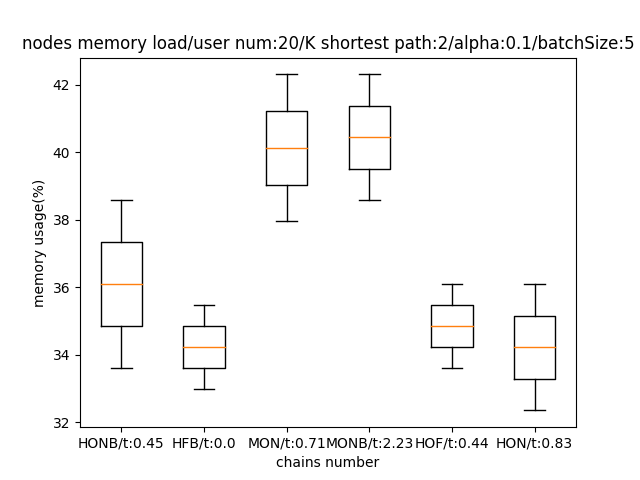 nodes memory load/user num:20/K shortest path:2/alpha:0.1/batchSize:5
42
40
38
36
34
32
memory usage(%)
HONB/t:0.45 HFB/t:0.0 MON/t:0.71 MONB/t:2.23 HOF/t:0.44 HON/t:0.83
chains number